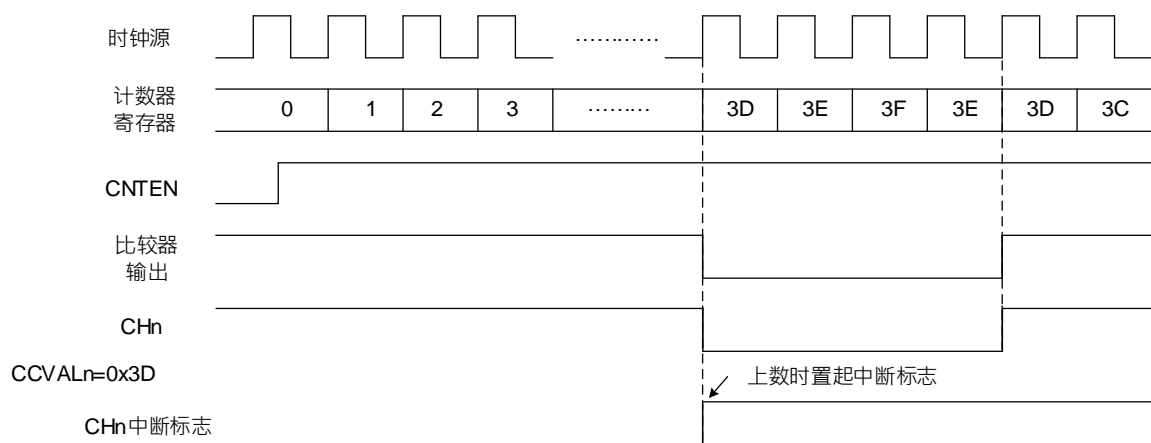 时钟源
…………
计数器
寄存器
0 1 2 3 ……… 3D 3E 3F 3E 3D 3C
CNTEN
比较器
输出
CHn
CCVALn=0x3D
上数时置起中断标志
CHn中断标志